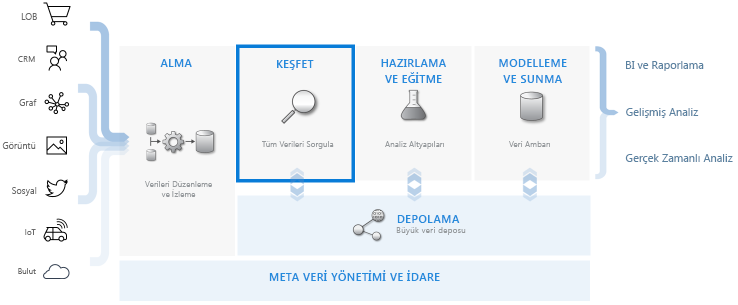 LOB
CRM
Graf
Görüntü
Sosyal
IoT
Bulut
ALMA
Verileri Düzenleme
ve İzleme
KEŞFET
Tüm Verileri Sorgula
HAZIRLAMA
VE EĞİTME
Analiz Altyapıları
MODELLEME
VE SUNMA
Veri Ambarı
DEPOLAMA
Büyük veri deposu
META VERİ YÖNETİMİ VE İDARE
BI ve Raporlama
Gelişmiş Analiz
Gerçek Zamanlı Analiz